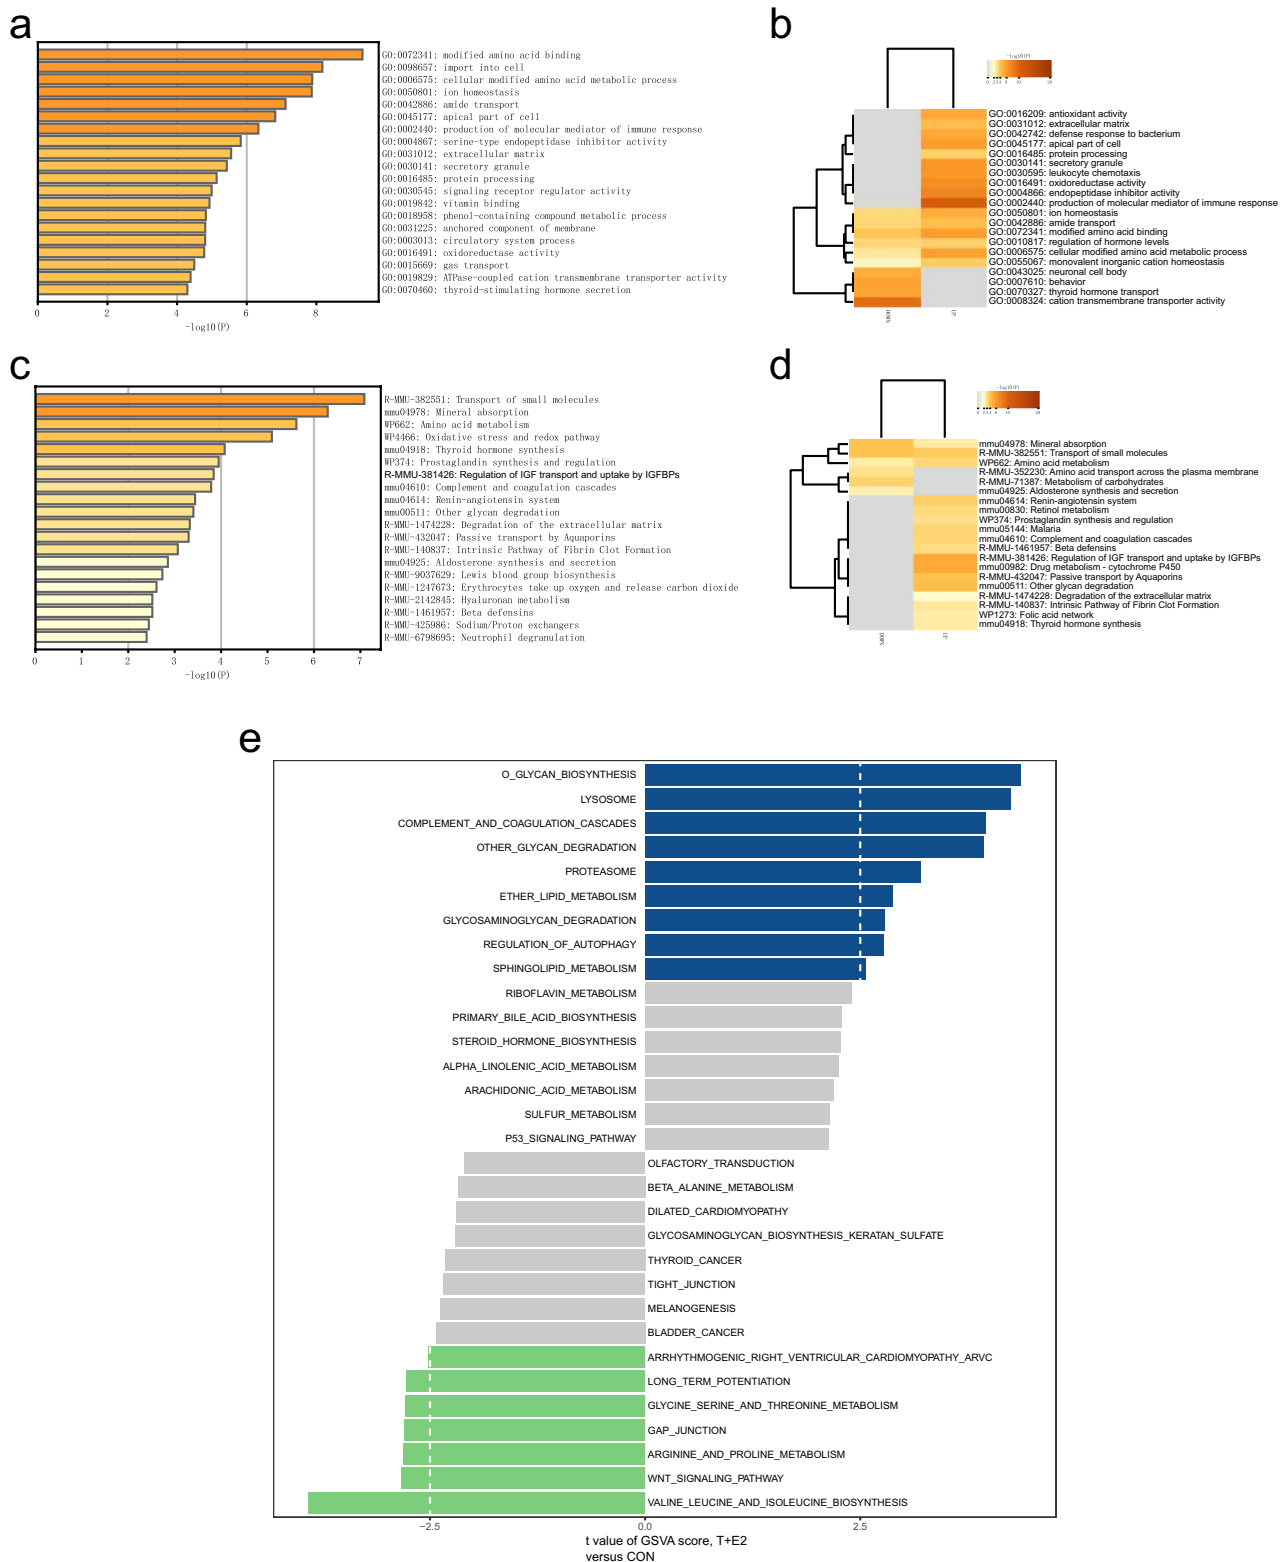 a
GO:0072341: modified amino acid binding
GO:0098657: import into cell
GO:0006575: cellular modified amino acid metabolic process
GO:0050801: ion homeostasis
GO:0042886: amide transport
GO:0045177: apical part of cell
GO:0002440: production of molecular mediator of immune response
GO:0004867: serine-type endopeptidase inhibitor activity
GO:0031012: extracellular matrix
GO:0030141: secretory granule
GO:0016485: protein processing
GO:0030545: signaling receptor regulator activity
GO:0019842: vitamin binding
GO:0018958: phenol-containing compound metabolic process
GO:0031225: anchored component of membrane
GO:0003013: circulatory system process
GO:0016491: oxidoreductase activity
GO:0015669: gas transport
GO:0019829: ATPase-coupled cation transmembrane transporter activity
GO:0070460: thyroid-stimulating hormone secretion
0 2 4 6 8
-log10(P)
b
-log10(P)
0 2 3 4 6 10 20
GO:0016209: antioxidant activity
GO:0031012: extracellular matrix
GO:0042742: defense response to bacterium
GO:0045177: apical part of cell
GO:0016485: protein processing
GO:0030141: secretory granule
GO:0030595: leukocyte chemotaxis
GO:0016491: oxidoreductase activity
GO:0004866: endopeptidase inhibitor activity
GO:0002440: production of molecular mediator of immune response
GO:0050801: ion homeostasis
GO:0042886: amide transport
GO:0072341: modified amino acid binding
GO:0010817: regulation of hormone levels
GO:0006575: cellular modified amino acid metabolic process
GO:0055067: monovalent inorganic cation homeostasis
GO:0043025: neuronal cell body
GO:0007610: behavior
GO:0070327: thyroid hormone transport
GO:0008324: cation transmembrane transporter activity
DOWN UP
c
R-MMU-382551: Transport of small molecules
mmu04978: Mineral absorption
WP662: Amino acid metabolism
WP4466: Oxidative stress and redox pathway
mmu04918: Thyroid hormone synthesis
WP374: Prostaglandin synthesis and regulation
R-MMU-381426: Regulation of IGF transport and uptake by IGFBPs
mmu04610: Complement and coagulation cascades
mmu04614: Renin-angiotensin system
mmu00511: Other glycan degradation
R-MMU-1474228: Degradation of the extracellular matrix
R-MMU-432047: Passive transport by Aquaporins
R-MMU-140837: Intrinsic Pathway of Fibrin Clot Formation
mmu04925: Aldosterone synthesis and secretion
R-MMU-9037629: Lewis blood group biosynthesis
R-MMU-1247673: Erythrocytes take up oxygen and release carbon dioxide
R-MMU-2142845: Hyaluronan metabolism
R-MMU-1461957: Beta defensins
R-MMU-425986: Sodium/Proton exchangers
R-MMU-6798695: Neutrophil degranulation
0 1 2 3 4 5 6 7
-log10(P)
d
-log10(P)
0 2 3 4 6 10 20
mmu04978: Mineral absorption
R-MMU-382551: Transport of small molecules
WP662: Amino acid metabolism
R-MMU-352230: Amino acid transport across the plasma membrane
R-MMU-71387: Metabolism of carbohydrates
mmu04925: Aldosterone synthesis and secretion
mmu04614: Renin-angiotensin system
mmu00830: Retinol metabolism
WP374: Prostaglandin synthesis and regulation
mmu05144: Malaria
mmu04610: Complement and coagulation cascades
R-MMU-1461957: Beta defensins
R-MMU-381426: Regulation of IGF transport and uptake by IGFBPs
mmu00982: Drug metabolism - cytochrome P450
R-MMU-432047: Passive transport by Aquaporins
mmu00511: Other glycan degradation
R-MMU-1474228: Degradation of the extracellular matrix
R-MMU-140837: Intrinsic Pathway of Fibrin Clot Formation
WP1273: Folic acid network
mmu04918: Thyroid hormone synthesis
DOWN UP
e
O_GLYCAN_BIOSYNTHESIS
LYSOSOME
COMPLEMENT_AND_COAGULATION_CASCADES
OTHER_GLYCAN_DEGRADATION
PROTEASOME
ETHER_LIPID_METABOLISM
GLYCOSAMINOGLYCAN_DEGRADATION
REGULATION_OF_AUTOPHAGY
SPHINGOLIPID_METABOLISM
RIBOFLAVIN_METABOLISM
PRIMARY_BILE_ACID_BIOSYNTHESIS
STEROID_HORMONE_BIOSYNTHESIS
ALPHA_LINOLENIC_ACID_METABOLISM
ARACHIDONIC_ACID_METABOLISM
SULFUR_METABOLISM
P53_SIGNALING_PATHWAY
OLFACTORY_TRANSDUCTION
BETA_ALANINE_METABOLISM
DILATED_CARDIOMYOPATHY
GLYCOSAMINOGLYCAN_BIOSYNTHESIS_KERATAN_SULFATE
THYROID_CANCER
TIGHT_JUNCTION
MELANOGENESIS
BLADDER_CANCER
ARRHYTHMOGENIC_RIGHT_VENTRICULAR_CARDIOMYOPATHY_ARVC
LONG_TERM_POTENTIATION
GLYCINE_SERINE_AND_THREONINE_METABOLISM
GAP_JUNCTION
ARGININE_AND_PROLINE_METABOLISM
WNT_SIGNALING_PATHWAY
VALINE_LEUCINE_AND_ISOLEUCINE_BIOSYNTHESIS
−2.5 0.0 2.5
t value of GSVA score, T+E2
versus CON